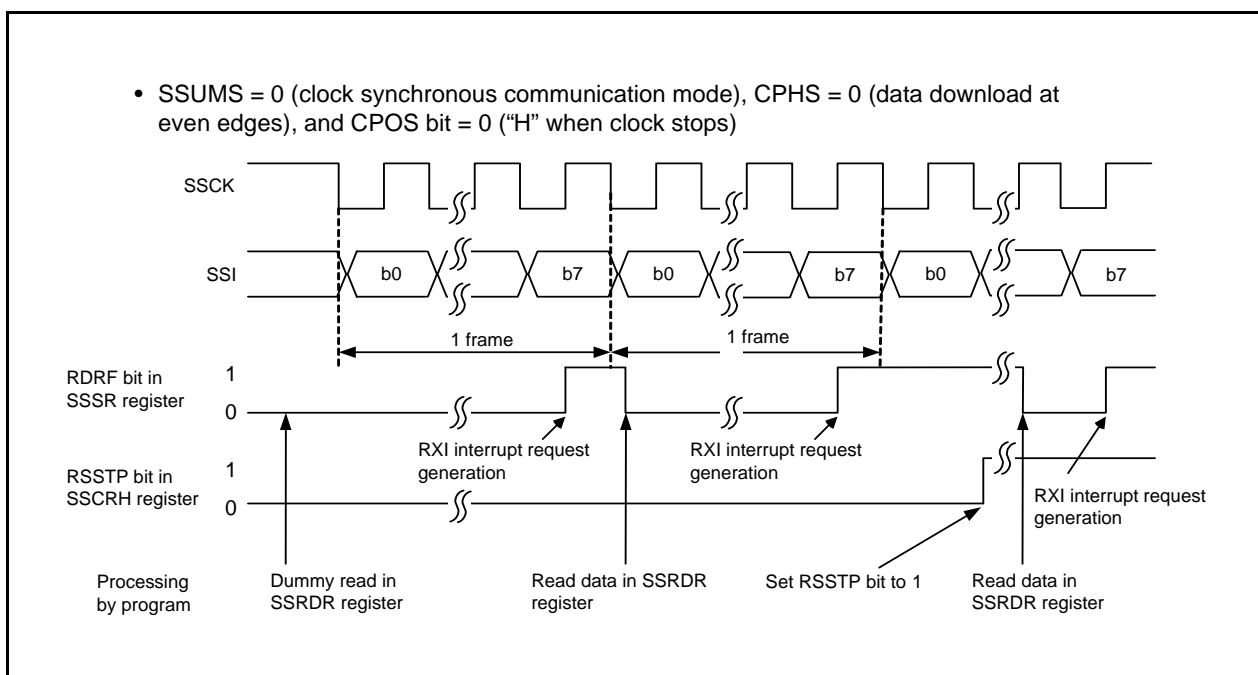 • SSUMS = 0 (clock synchronous communication mode), CPHS = 0 (data download at
even edges), and CPOS bit = 0 (“H” when clock stops)
SSCK
SSI
b0
b7
b0
b7
b0
b7
1 frame
1 frame
RDRF bit in
SSSR register
1
0
RXI interrupt request
generation
RXI interrupt request
generation
RXI interrupt request
generation
RSSTP bit in
SSCRH register
1
0
Processing
by program
Dummy read in
SSRDR register
Read data in SSRDR
register
Set RSSTP bit to 1
Read data in
SSRDR register